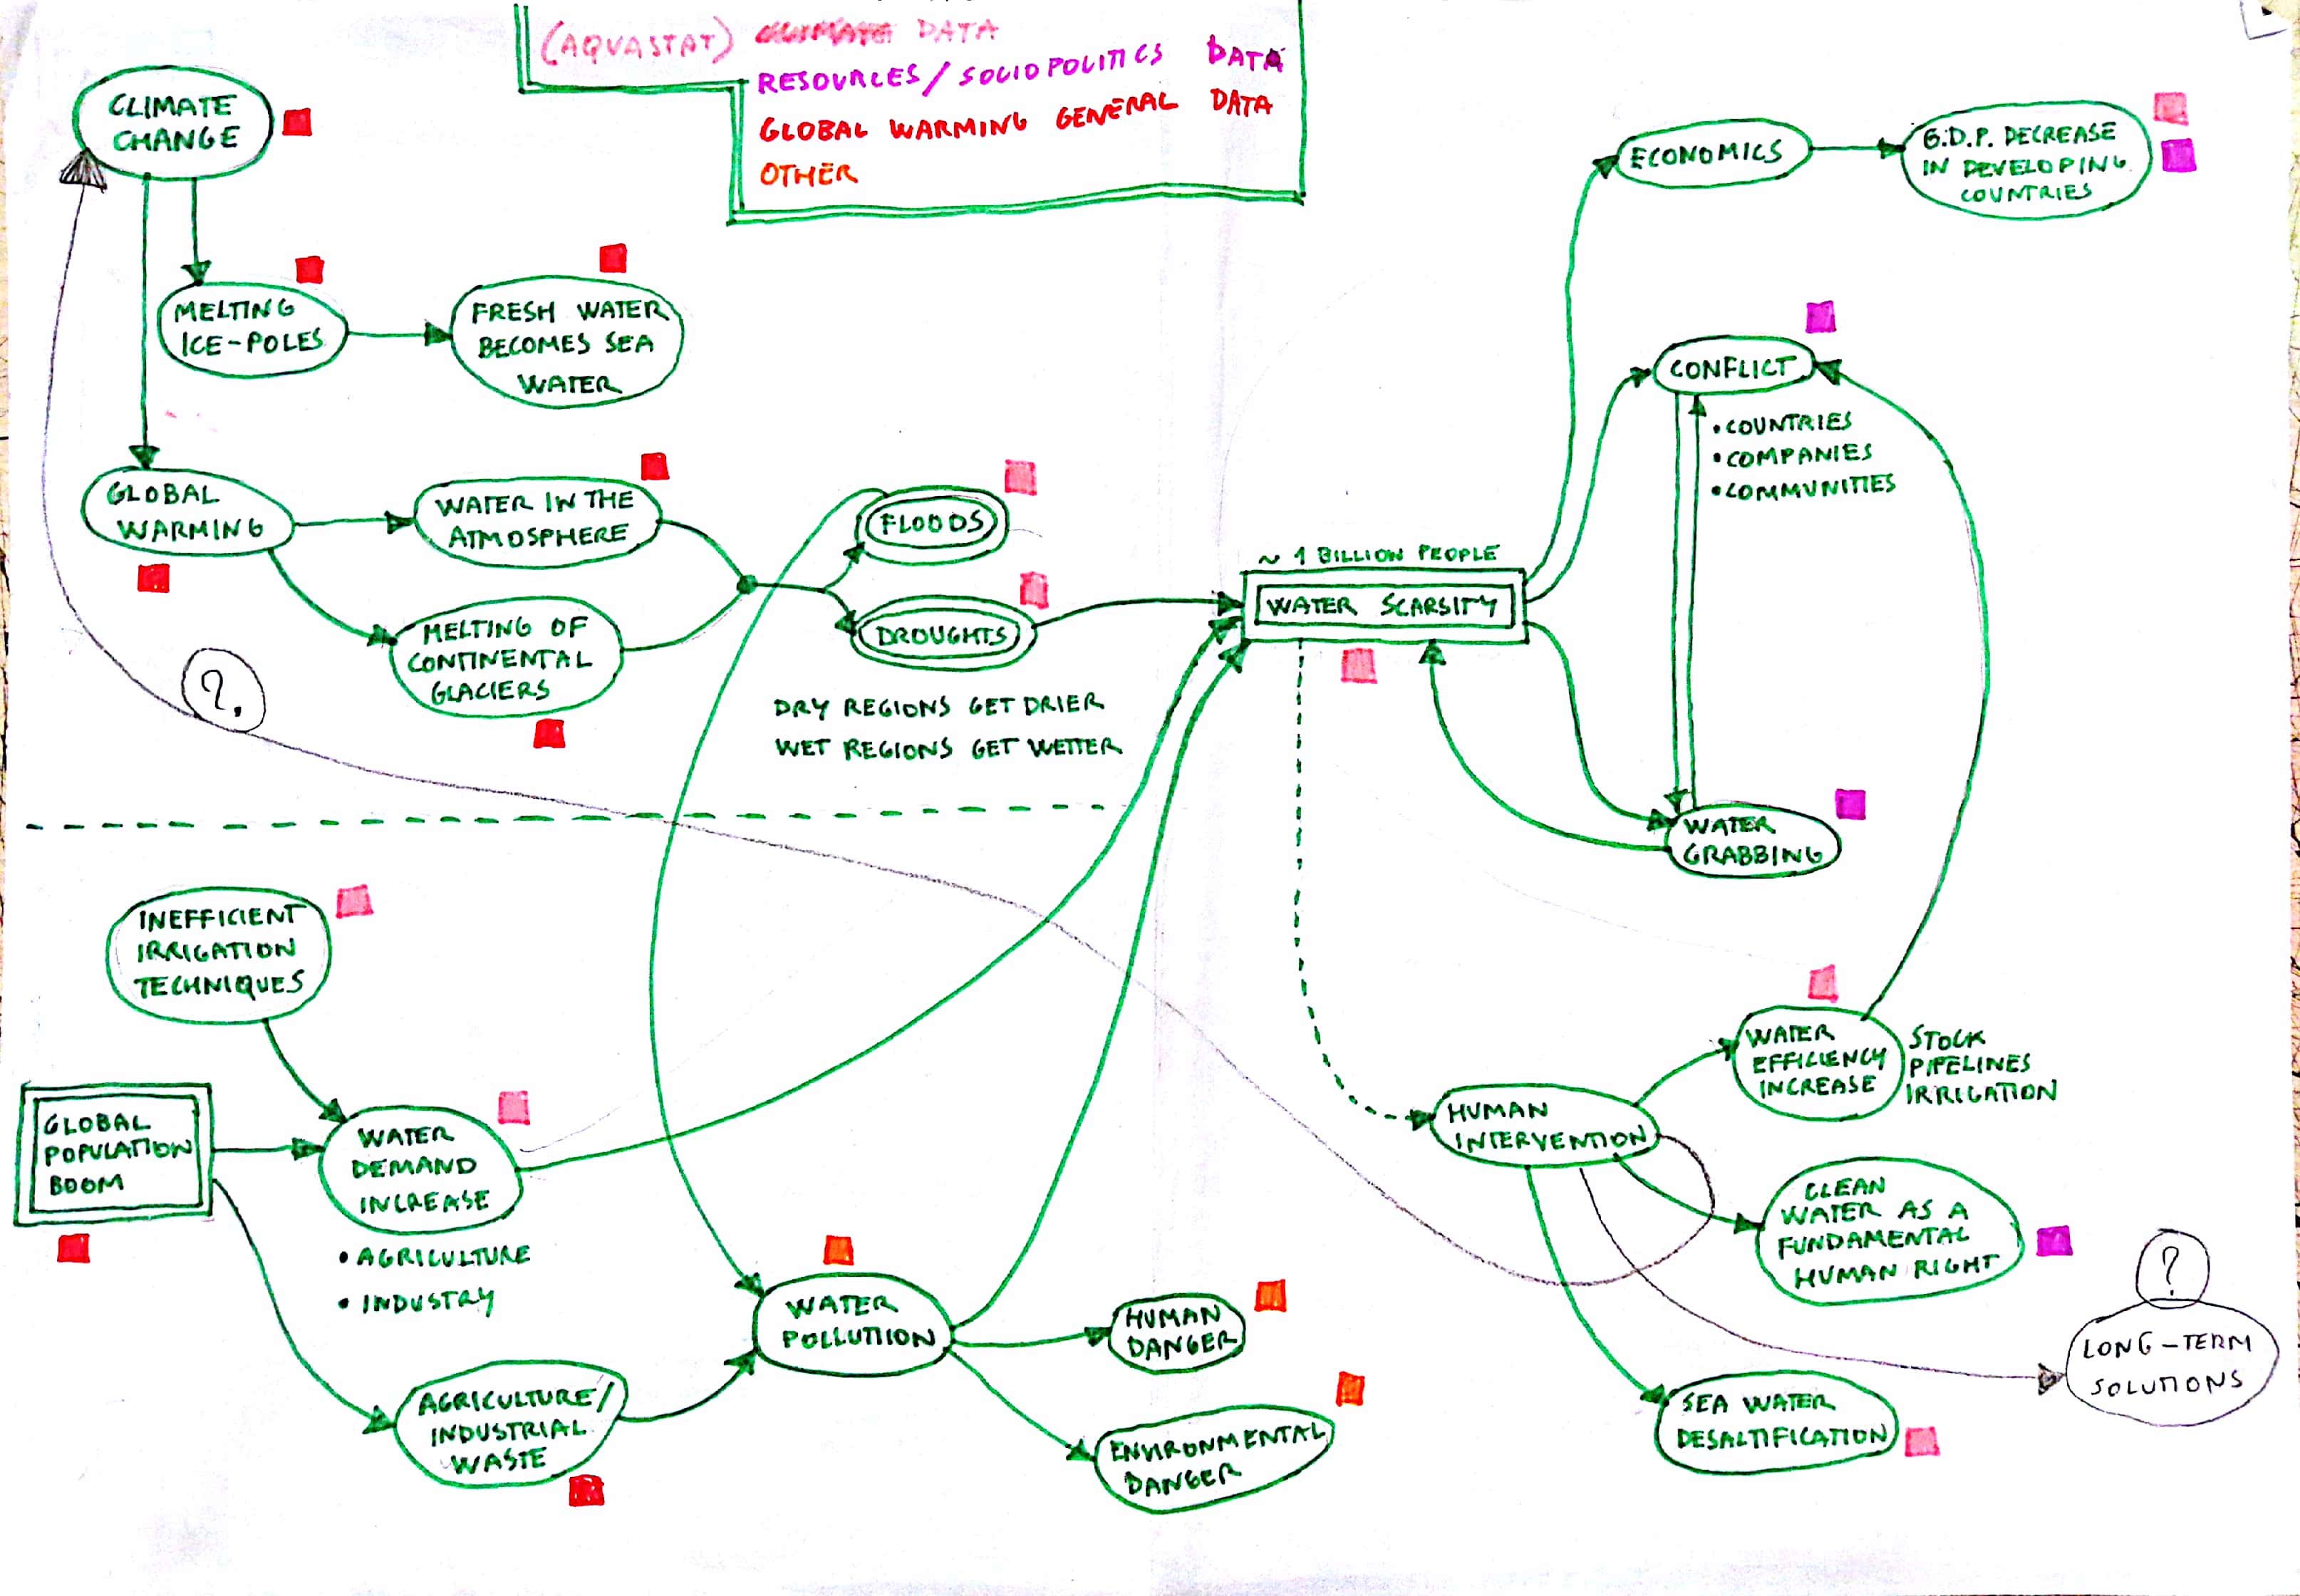 (AQUASTAT) CLIMATE DATA
RESOURCES/SOCIOPOLITICS DATA
GLOBAL WARMING GENERAL DATA
OTHER
CLIMATE
CHANGE
MELTING
ICE-POLES
FRESH WATER
BECOMES SEA
WATER
GLOBAL
WARMING
WATER IN THE
ATMOSPHERE
MELTING OF
CONTINENTAL
GLACIERS
FLOODS
DROUGHTS
DRY REGIONS GET DRIER
WET REGIONS GET WETTER
?
INEFFICIENT
IRRIGATION
TECHNIQUES
GLOBAL
POPULATION
BOOM
WATER
DEMAND
INCREASE
• AGRICULTURE
• INDUSTRY
AGRICULTURE/
INDUSTRIAL
WASTE
WATER
POLLUTION
HUMAN
DANGER
ENVIRONMENTAL
DANGER
~ 1 BILLION PEOPLE
WATER SCARSITY
ECONOMICS
G.D.P. DECREASE
IN DEVELOPING
COUNTRIES
CONFLICT
• COUNTRIES
• COMPANIES
• COMMUNITIES
WATER
GRABBING
HUMAN
INTERVENTION
WATER
EFFICIENCY
INCREASE
STOCK
PIPELINES
IRRIGATION
CLEAN
WATER AS A
FUNDAMENTAL
HUMAN RIGHT
SEA WATER
DESALTIFICATION
?
LONG-TERM
SOLUTIONS